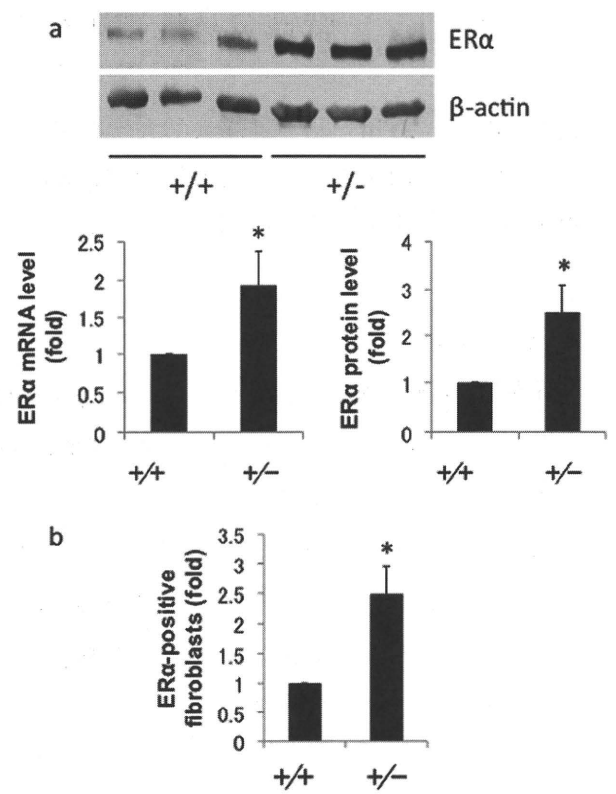 a
ERα
β-actin
+/+ +/-
ERα mRNA level
(fold)
2.5
2
1.5
1
0.5
0
+/+ +/−
*
ERα protein level
(fold)
4
3
2
1
0
+/+ +/−
*
b
ERα-positive
fibroblasts (fold)
3.5
3
2.5
2
1.5
1
0.5
0
+/+ +/−
*